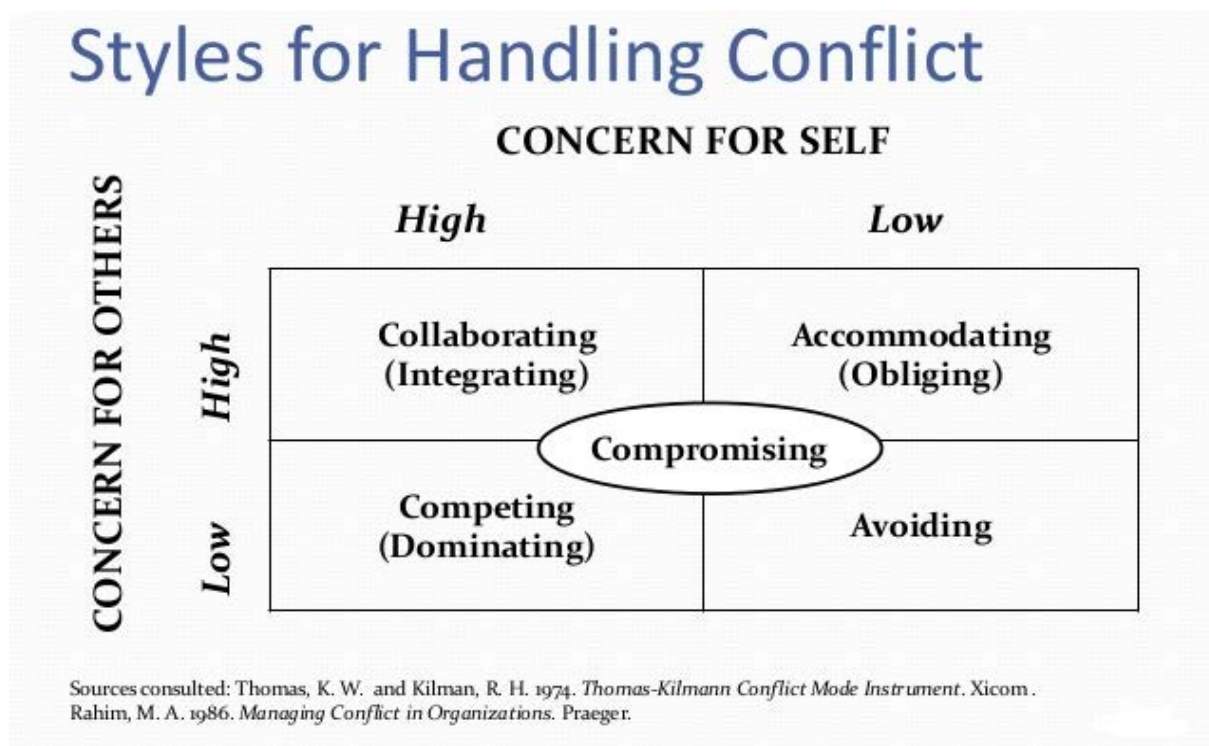 Styles for Handling Conflict
CONCERN FOR SELF
High
Low
CONCERN FOR OTHERS
High
Collaborating
(Integrating)
Accommodating
(Obliging)
Compromising
Low
Competing
(Dominating)
Avoiding
Sources consulted: Thomas, K. W. and Kilman, R. H. 1974. Thomas-Kilmann Conflict Mode Instrument. Xicom .
Rahim, M. A. 1986. Managing Conflict in Organizations. Praeger.